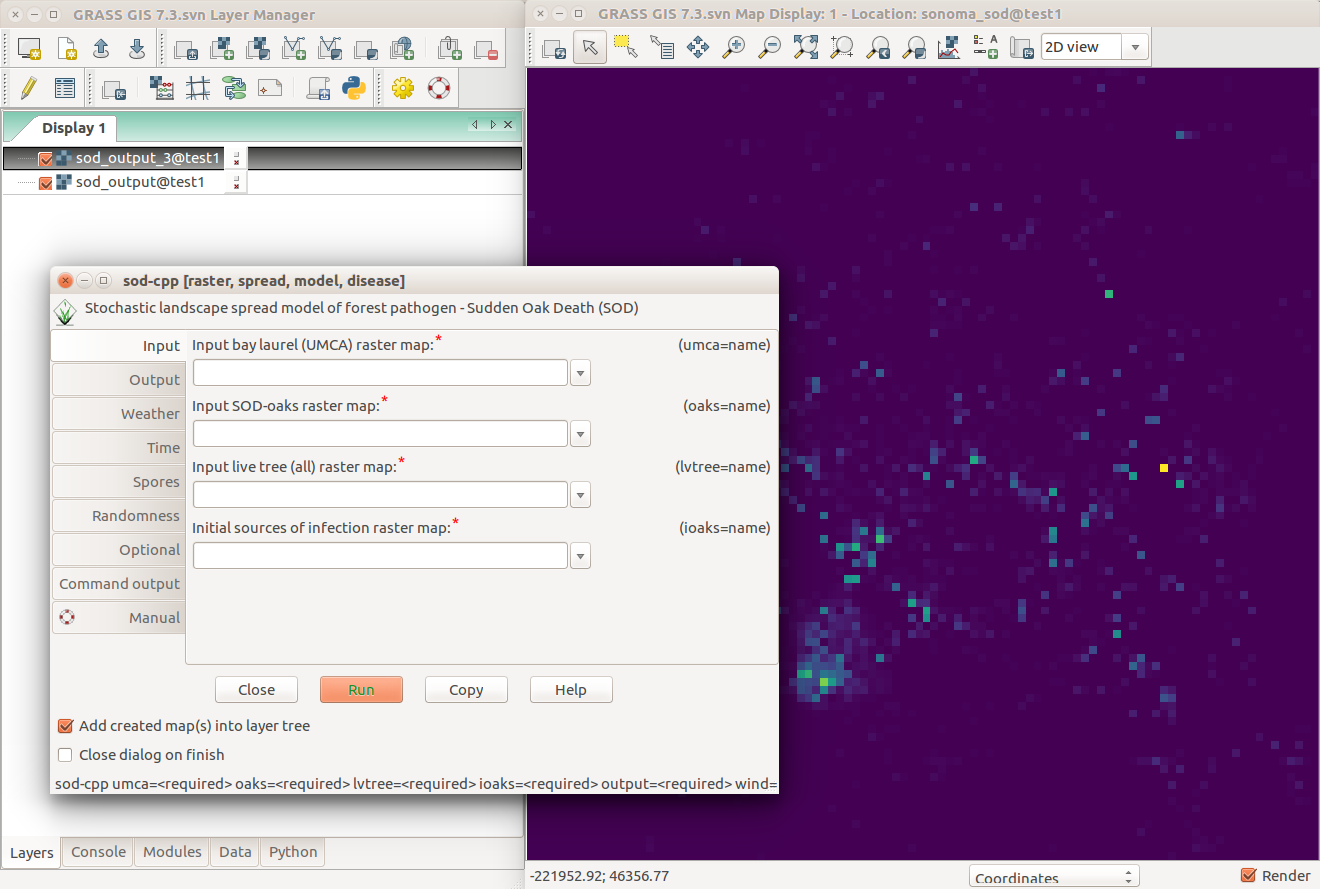 GRASS GIS 7.3.svn Layer Manager
GRASS GIS 7.3.svn Map Display: 1 - Location: sonoma_sod@test1
A
2D view
Display 1
sod_output_3@test1
sod_output@test1
sod-cpp [raster, spread, model, disease]
Stochastic landscape spread model of forest pathogen - Sudden Oak Death (SOD)
Input
Output
Weather
Time
Spores
Randomness
Optional
Command output
Manual
Input bay laurel (UMCA) raster map:* (umca=name)
Input SOD-oaks raster map:* (oaks=name)
Input live tree (all) raster map:* (lvtree=name)
Initial sources of infection raster map:* (ioaks=name)
Close Run Copy Help
Add created map(s) into layer tree
Close dialog on finish
sod-cpp umca=<required> oaks=<required> lvtree=<required> ioaks=<required> output=<required> wind=
Layers Console Modules Data Python
-221952.92; 46356.77
Coordinates
Render